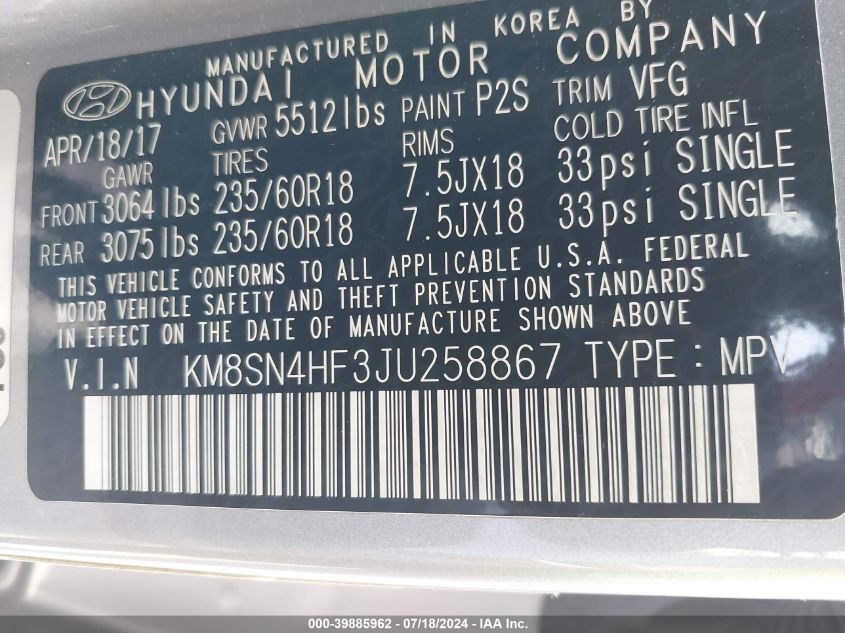 MANUFACTURED IN KOREA BY
HYUNDAI MOTOR COMPANY
APR/18/17 GVWR 5512lbs PAINT P2S TRIM VFG
GAWR TIRES RIMS COLD TIRE INFL
FRONT 3064lbs 235/60R18 7.5JX18 33psi SINGLE
REAR 3075lbs 235/60R18 7.5JX18 33psi SINGLE
THIS VEHICLE CONFORMS TO ALL APPLICABLE U.S.A. FEDERAL
MOTOR VEHICLE SAFETY AND THEFT PREVENTION STANDARDS
IN EFFECT ON THE DATE OF MANUFACTURE SHOWN ABOVE
V.I.N KM8SN4HF3JU258867 TYPE : MPV
000-39885962 - 07/18/2024 - IAA Inc.